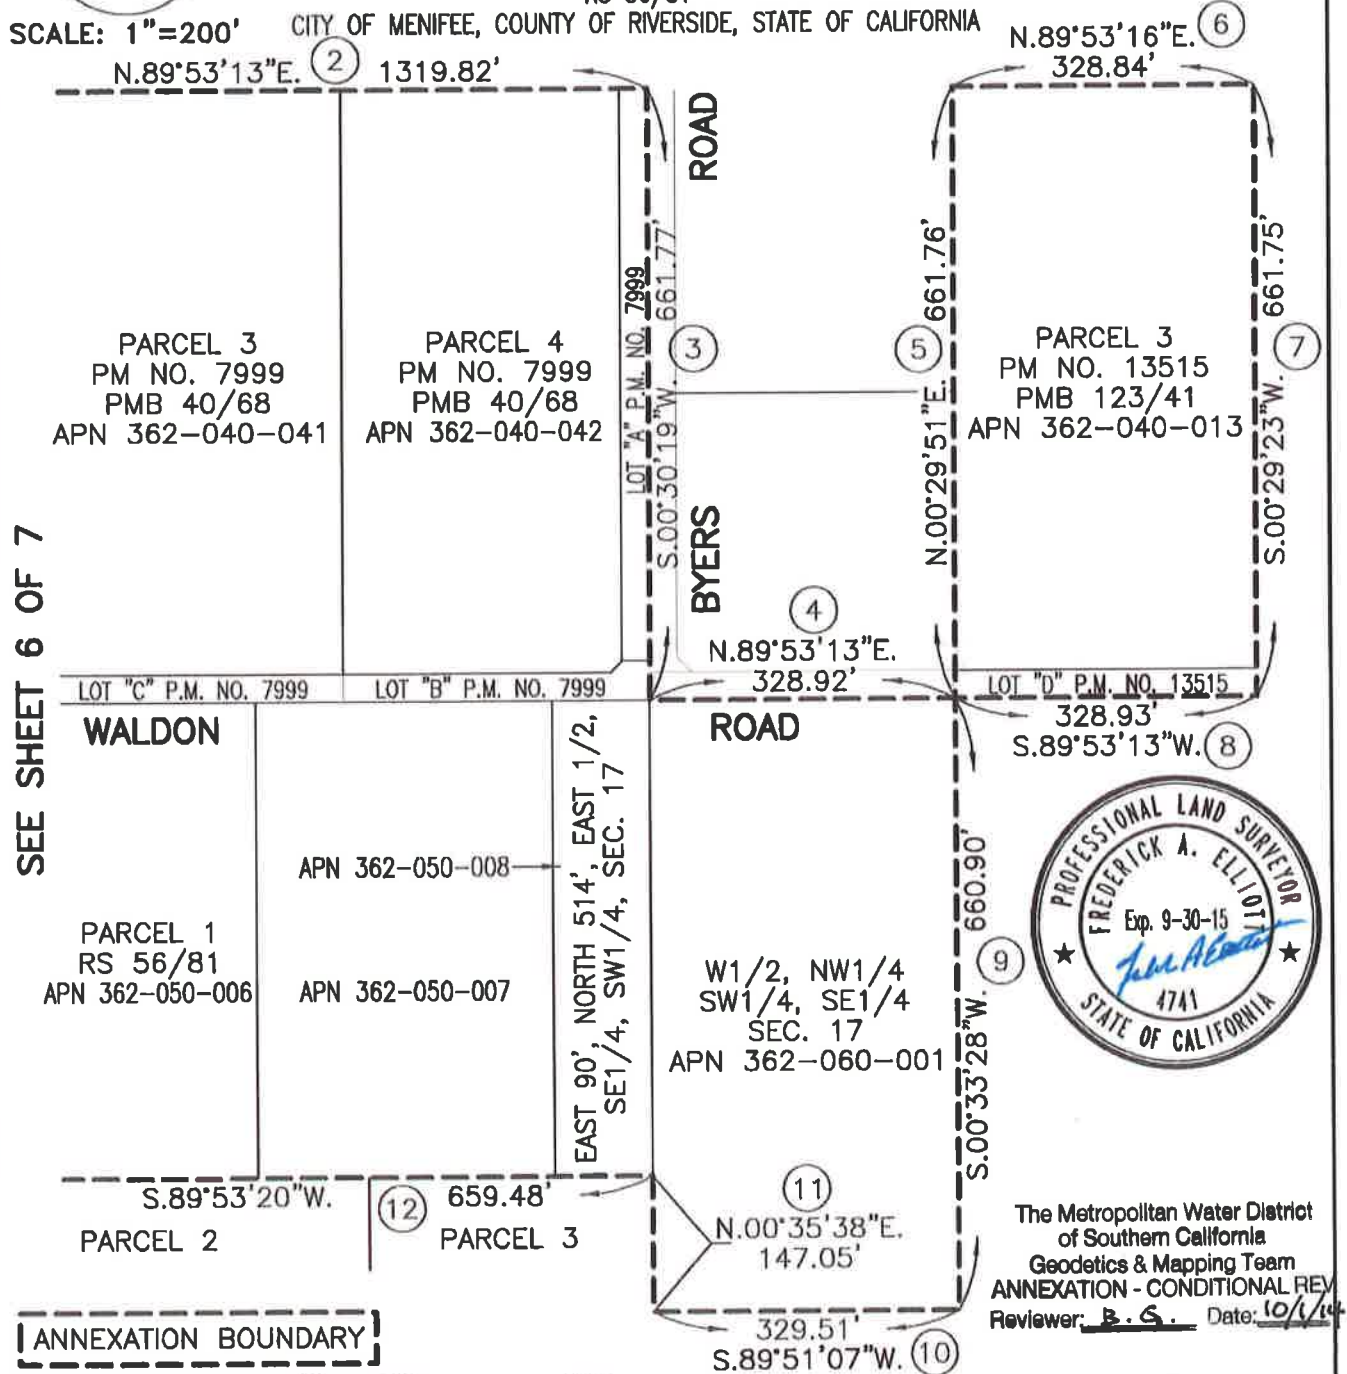 SCALE: 1"=200'
CITY OF MENIFEE, COUNTY OF RIVERSIDE, STATE OF CALIFORNIA
N.89°53'13"E. 2 1319.82'
N.89°53'16"E. 6
328.84'
ROAD
661.77'
S.00°30'19"W.
3
LOT "A" P.M. NO. 7999
PARCEL 3
PM NO. 7999
PMB 40/68
APN 362-040-041
PARCEL 4
PM NO. 7999
PMB 40/68
APN 362-040-042
5
N.00°29'51"E. 661.76'
PARCEL 3
PM NO. 13515
PMB 123/41
APN 362-040-013
7
S.00°29'23"W. 661.75'
SEE SHEET 6 OF 7
BYERS
4
N.89°53'13"E.
328.92'
LOT "C" P.M. NO. 7999
LOT "B" P.M. NO. 7999
LOT "D" P.M. NO. 13515
WALDON
ROAD
328.93'
S.89°53'13"W. 8
EAST 90', NORTH 514', EAST 1/2,
SE1/4, SW1/4, SEC. 17
APN 362-050-008
PARCEL 1
RS 56/81
APN 362-050-006
APN 362-050-007
W1/2, NW1/4
SW1/4, SE1/4
SEC. 17
APN 362-060-001
S.00°33'28"W. 660.90'
9
PROFESSIONAL LAND SURVEYOR
FREDERICK A. ELLIOTT
Exp. 9-30-15
4741
STATE OF CALIFORNIA
S.89°53'20"W. 12 659.48'
PARCEL 2
PARCEL 3
11
N.00°35'38"E.
147.05'
The Metropolitan Water District
of Southern California
Geodetics & Mapping Team
ANNEXATION - CONDITIONAL REV
Reviewer: B.G. Date: 10/1/14
ANNEXATION BOUNDARY
329.51'
S.89°51'07"W. 10